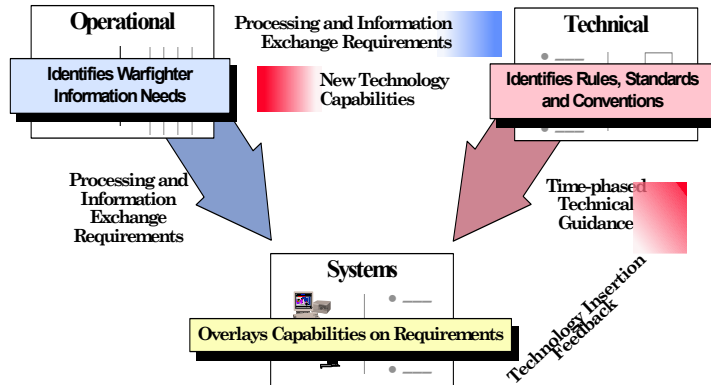 Operational
Identifies Warfighter
Information Needs
Processing and Information
Exchange Requirements
New Technology
Capabilities
Technical
Identifies Rules, Standards
and Conventions
Processing and
Information
Exchange
Requirements
Time-phased
Technical
Guidance
Systems
Overlays Capabilities on Requirements
Technology Insertion
Feedback